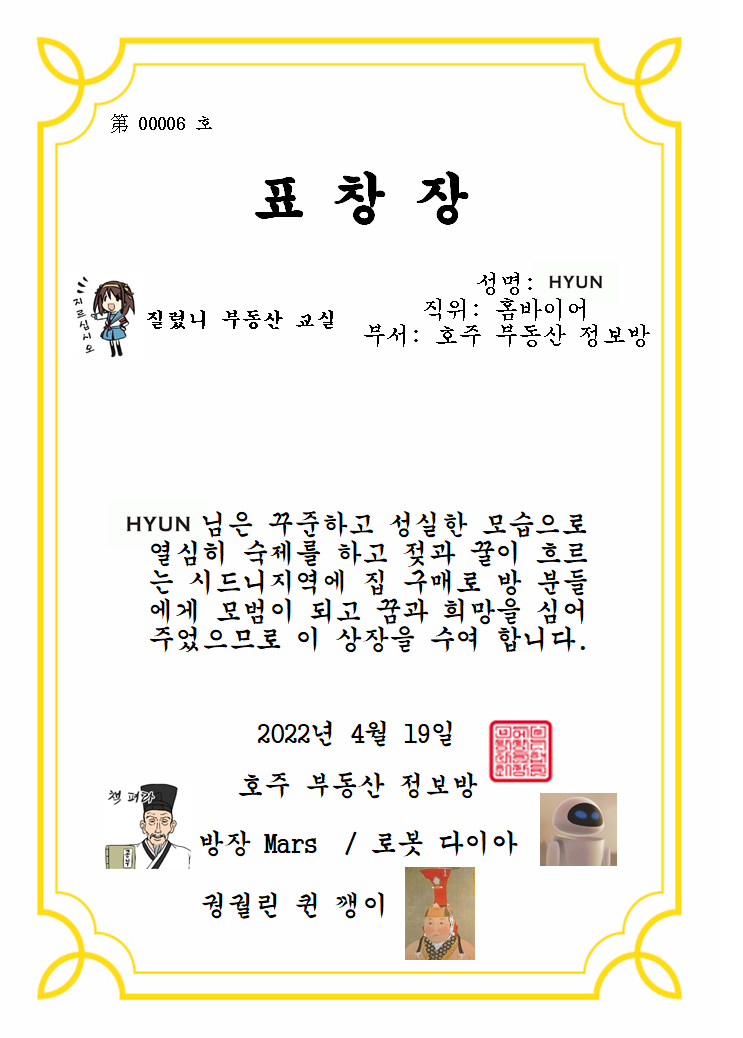 第 00006 호
표 창 장
성명: HYUN
지르십시오
질렀니 부동산 교실
직위: 홈바이어
부서: 호주 부동산 정보방
HYUN 님은 꾸준하고 성실한 모습으로
열심히 숙제를 하고 젖과 꿀이 흐르
는 시드니지역에 집 구매로 방 분들
에게 모범이 되고 꿈과 희망을 심어
주었으므로 이 상장을 수여 합니다.
2022년 4월 19일
호주 부동산 정보방
책 펴라
방장 Mars / 로봇 다이아
궝궐린 퀸 깽이